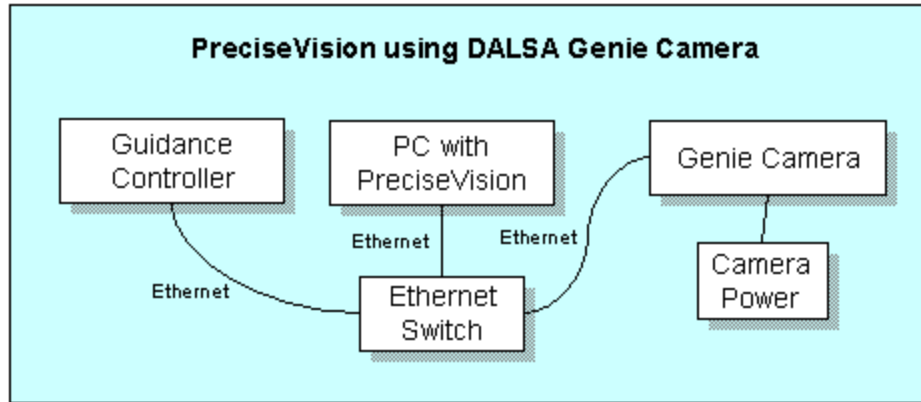 PreciseVision using DALSA Genie Camera
Guidance
Controller
PC with
PreciseVision
Genie Camera
Ethernet
Ethernet
Ethernet
Camera
Power
Ethernet
Switch